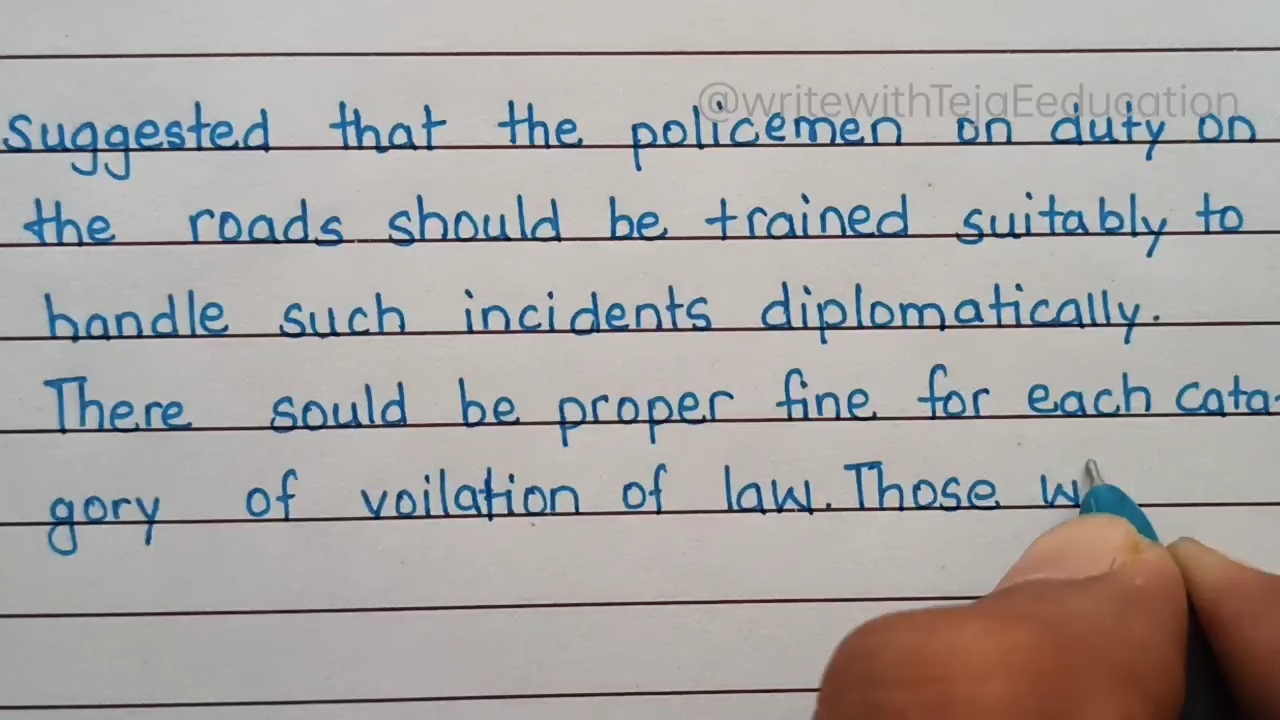 @writewithTejaEeducation
suggested that the policemen on duty on
the roads should be trained suitably to
handle such incidents diplomatically.
There sould be proper fine for each cata-
gory of voilation of law. Those w